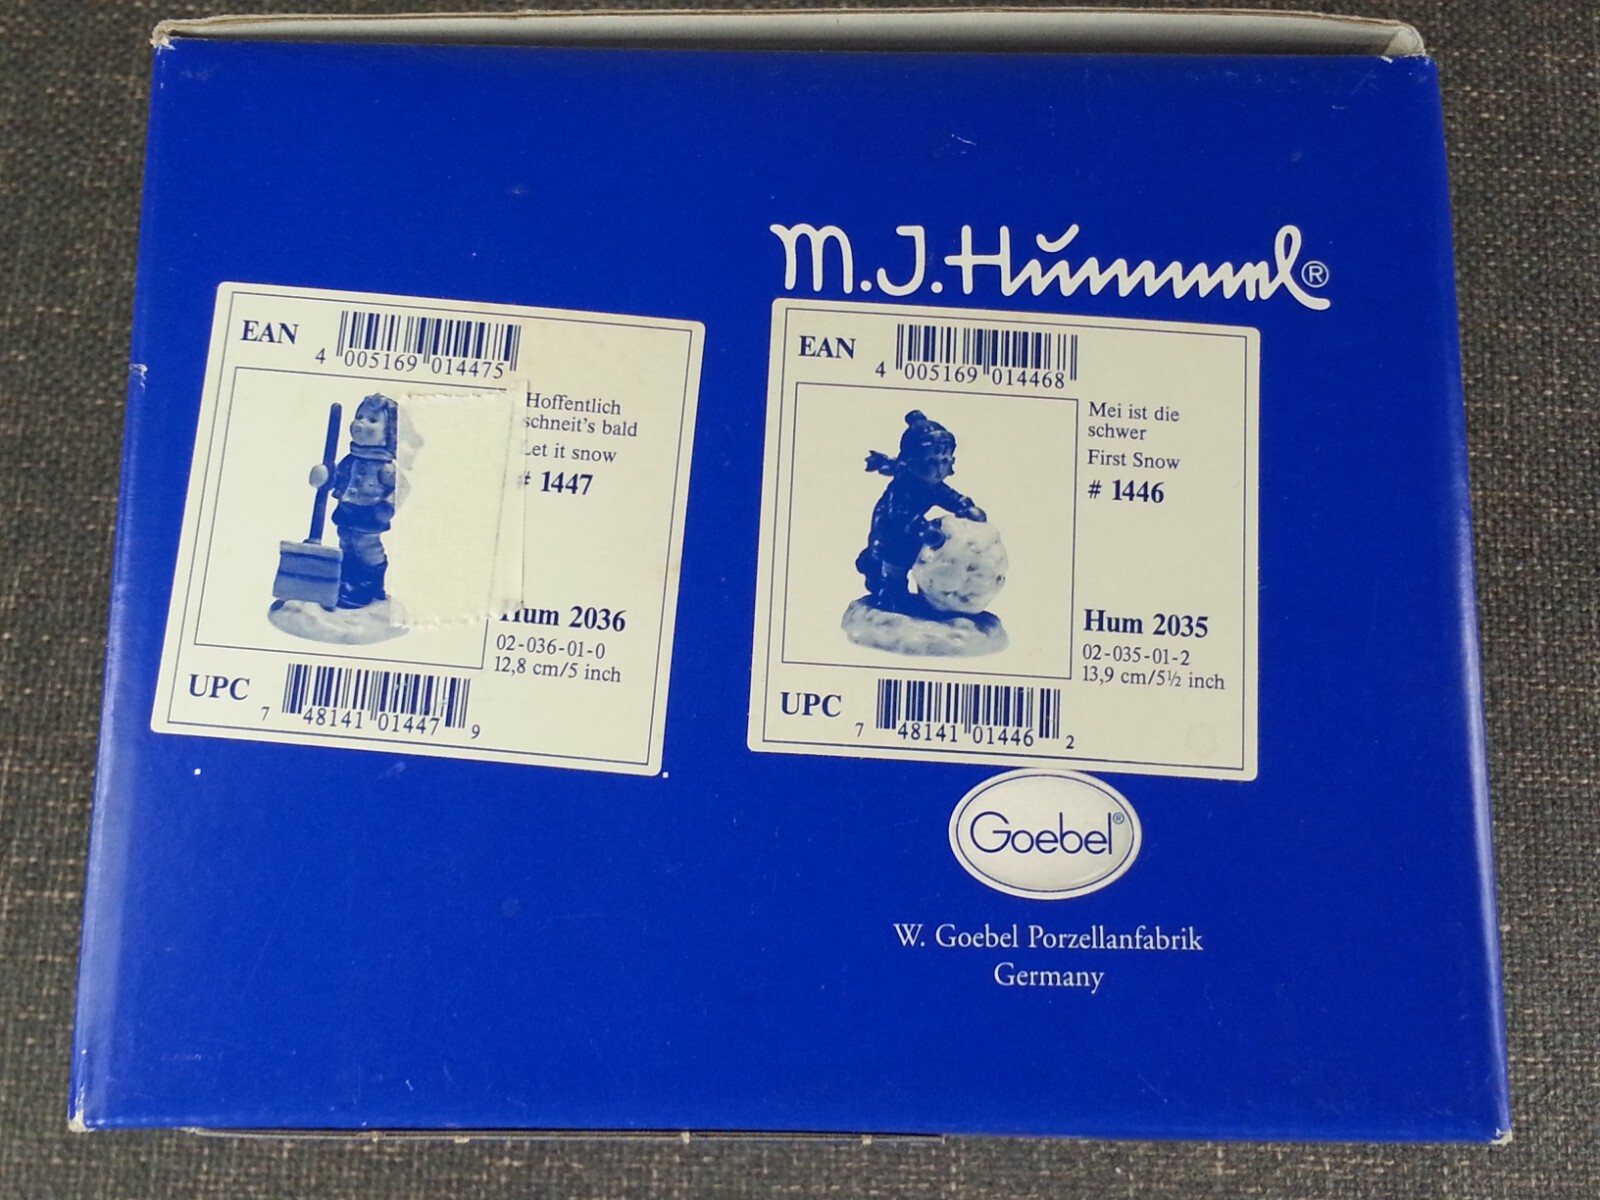 M.J.Hummel®
EAN
4 005169 014475
Hoffentlich
schneit's bald
Let it snow
# 1447
Hum 2036
02-036-01-0
12,8 cm/5 inch
UPC
7 48141 01447 9
EAN
4 005169 014468
Mei ist die
schwer
First Snow
# 1446
Hum 2035
02-035-01-2
13,9 cm/5½ inch
UPC
7 48141 01446 2
Goebel®
W. Goebel Porzellanfabrik
Germany